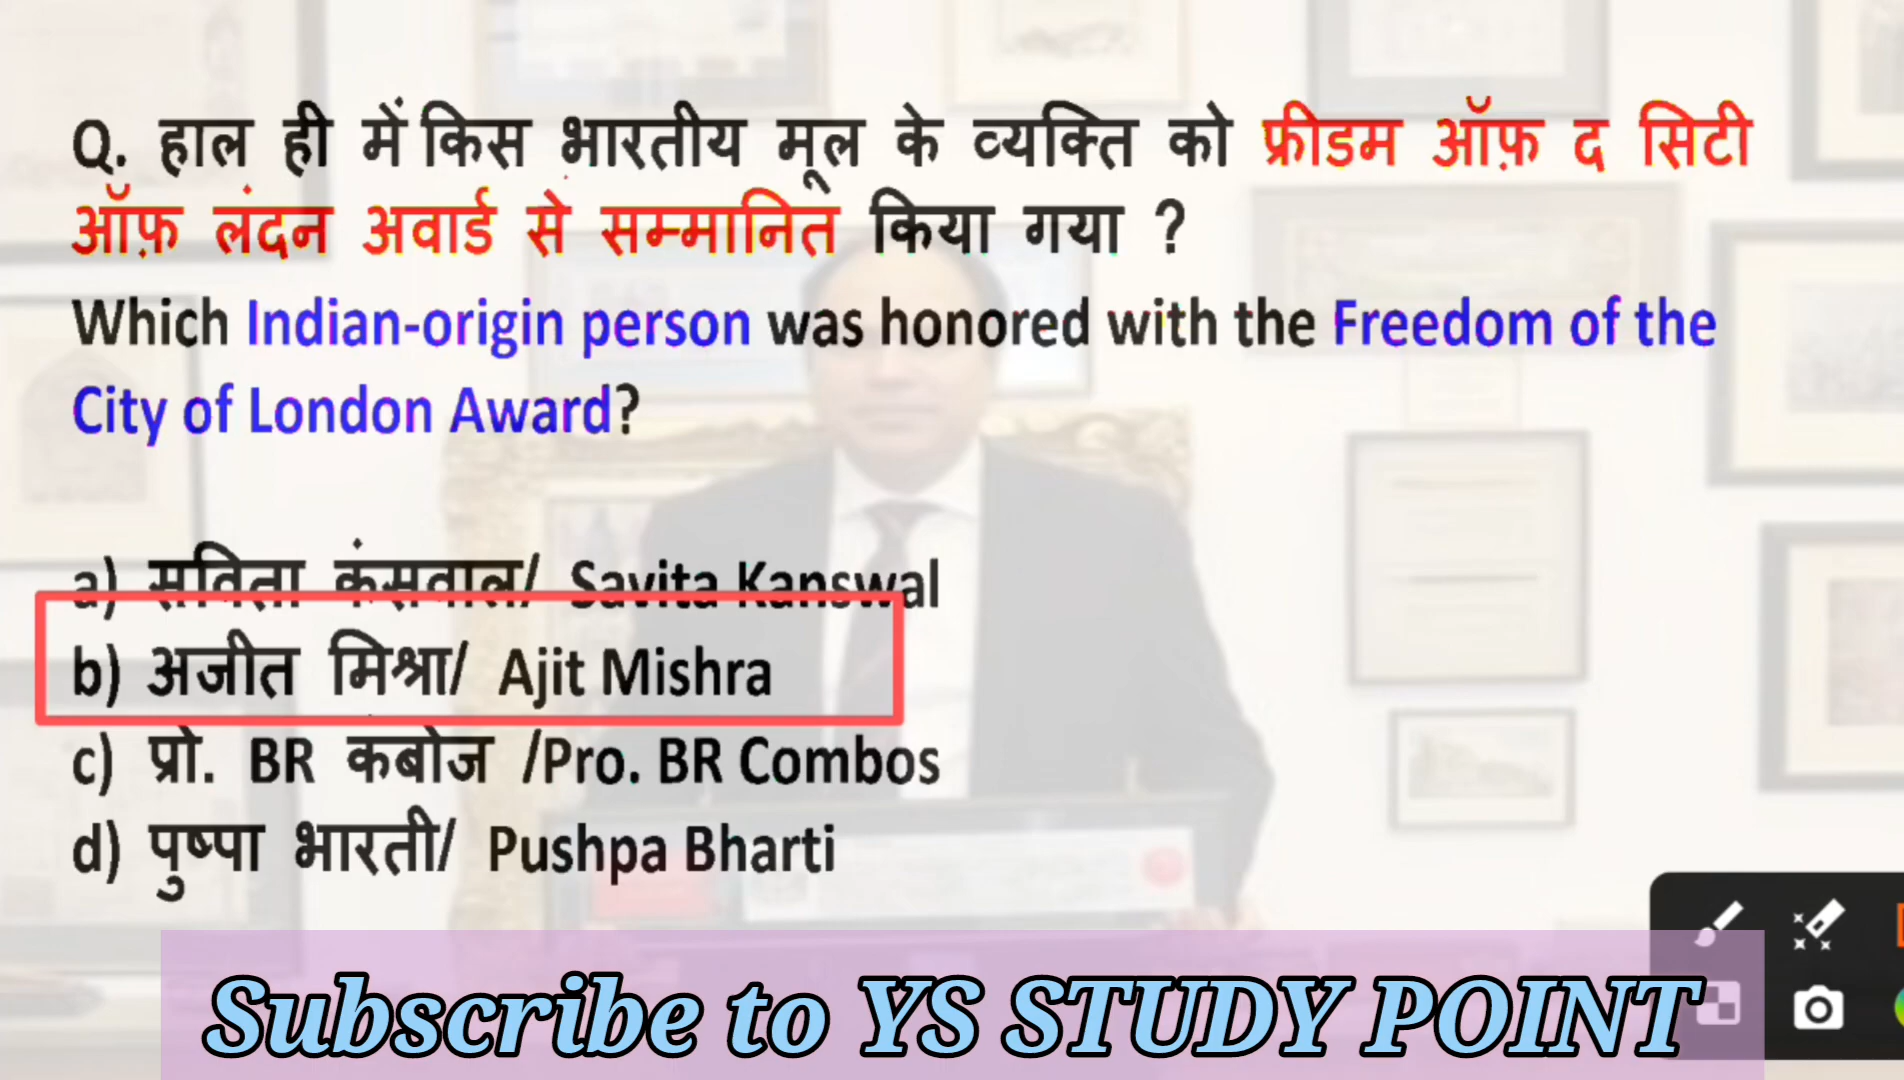 Q. हाल ही में किस भारतीय मूल के व्यक्ति को फ्रीडम ऑफ़ द सिटी
ऑफ़ लंदन अवार्ड से सम्मानित किया गया ?
Which Indian-origin person was honored with the Freedom of the
City of London Award?
a) सविता कंसवाल/ Savita Kanswal
b) अजीत मिश्रा/ Ajit Mishra
c) प्रो. BR कबोज /Pro. BR Combos
d) पुष्पा भारती/ Pushpa Bharti
Subscribe to YS STUDY POINT